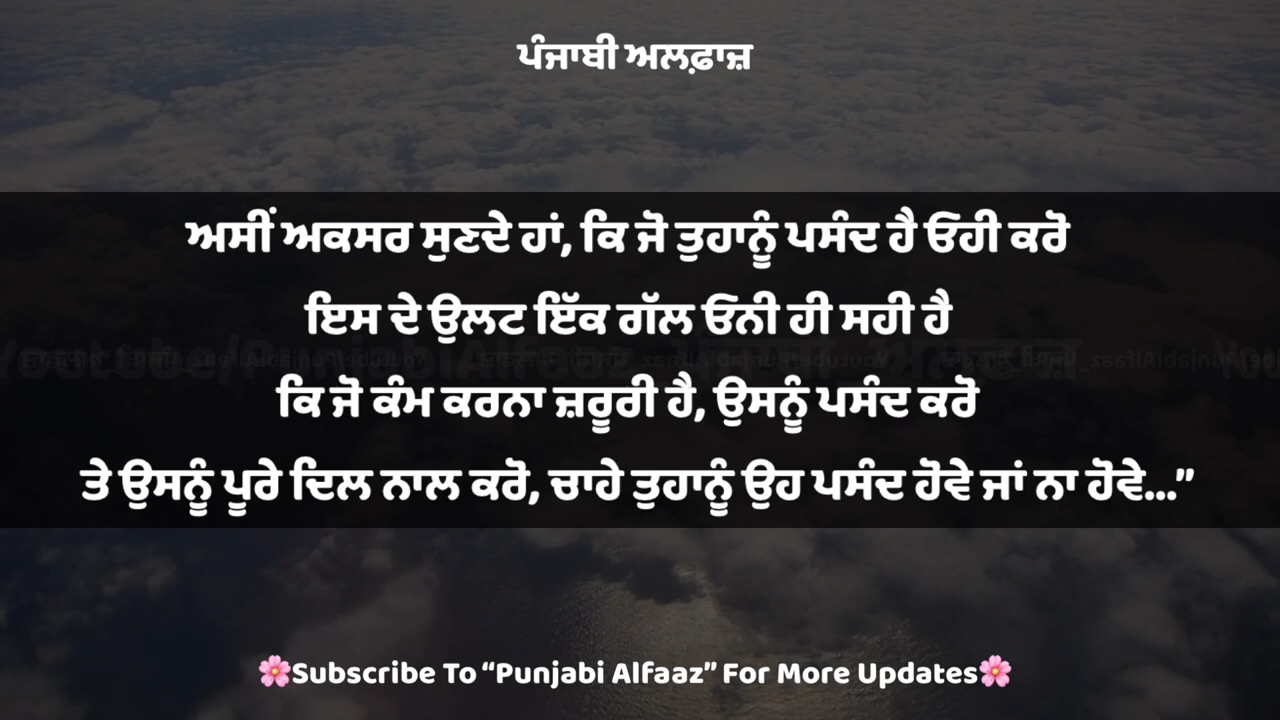 ਪੰਜਾਬੀ ਅਲਫ਼ਾਜ਼
ਅਸੀਂ ਅਕਸਰ ਸੁਣਦੇ ਹਾਂ, ਕਿ ਜੋ ਤੁਹਾਨੂੰ ਪਸੰਦ ਹੈ ਓਹੀ ਕਰੋ
ਇਸ ਦੇ ਉਲਟ ਇੱਕ ਗੱਲ ਓਨੀ ਹੀ ਸਹੀ ਹੈ
ਕਿ ਜੋ ਕੰਮ ਕਰਨਾ ਜ਼ਰੂਰੀ ਹੈ, ਉਸਨੂੰ ਪਸੰਦ ਕਰੋ
ਤੇ ਉਸਨੂੰ ਪੂਰੇ ਦਿਲ ਨਾਲ ਕਰੋ, ਚਾਹੇ ਤੁਹਾਨੂੰ ਉਹ ਪਸੰਦ ਹੋਵੇ ਜਾਂ ਨਾ ਹੋਵੇ..."
🌸Subscribe To “Punjabi Alfaaz” For More Updates🌸